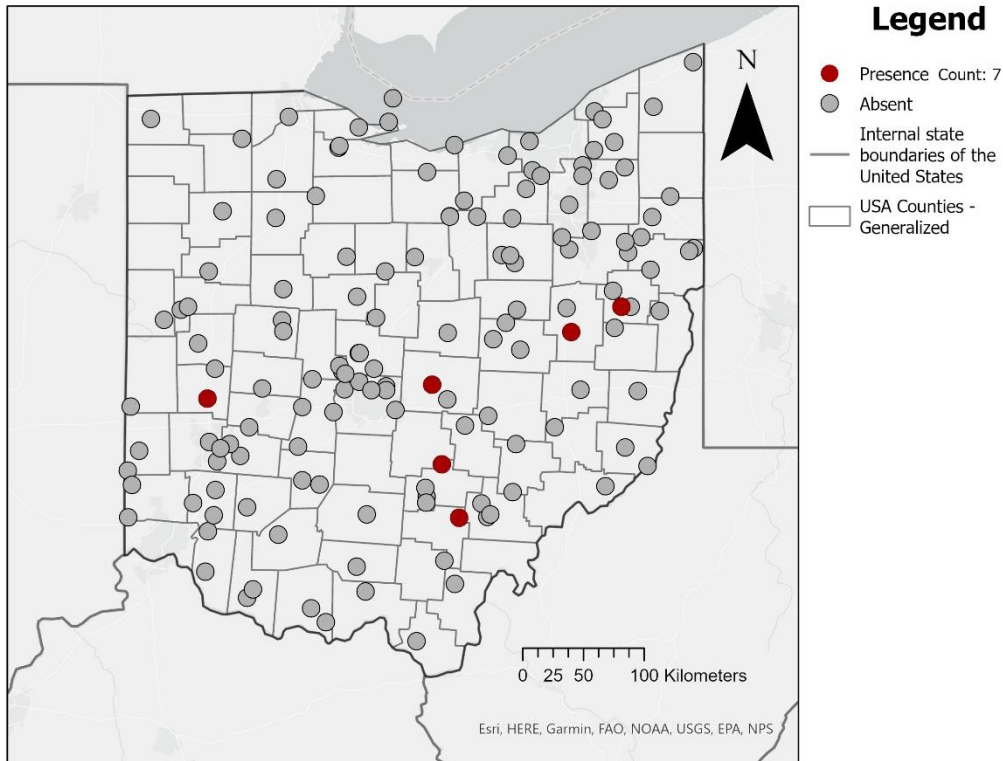 Legend
N
Presence Count: 7
Absent
Internal state
boundaries of the
United States
USA Counties -
Generalized
0 25 50 100 Kilometers
Esri, HERE, Garmin, FAO, NOAA, USGS, EPA, NPS